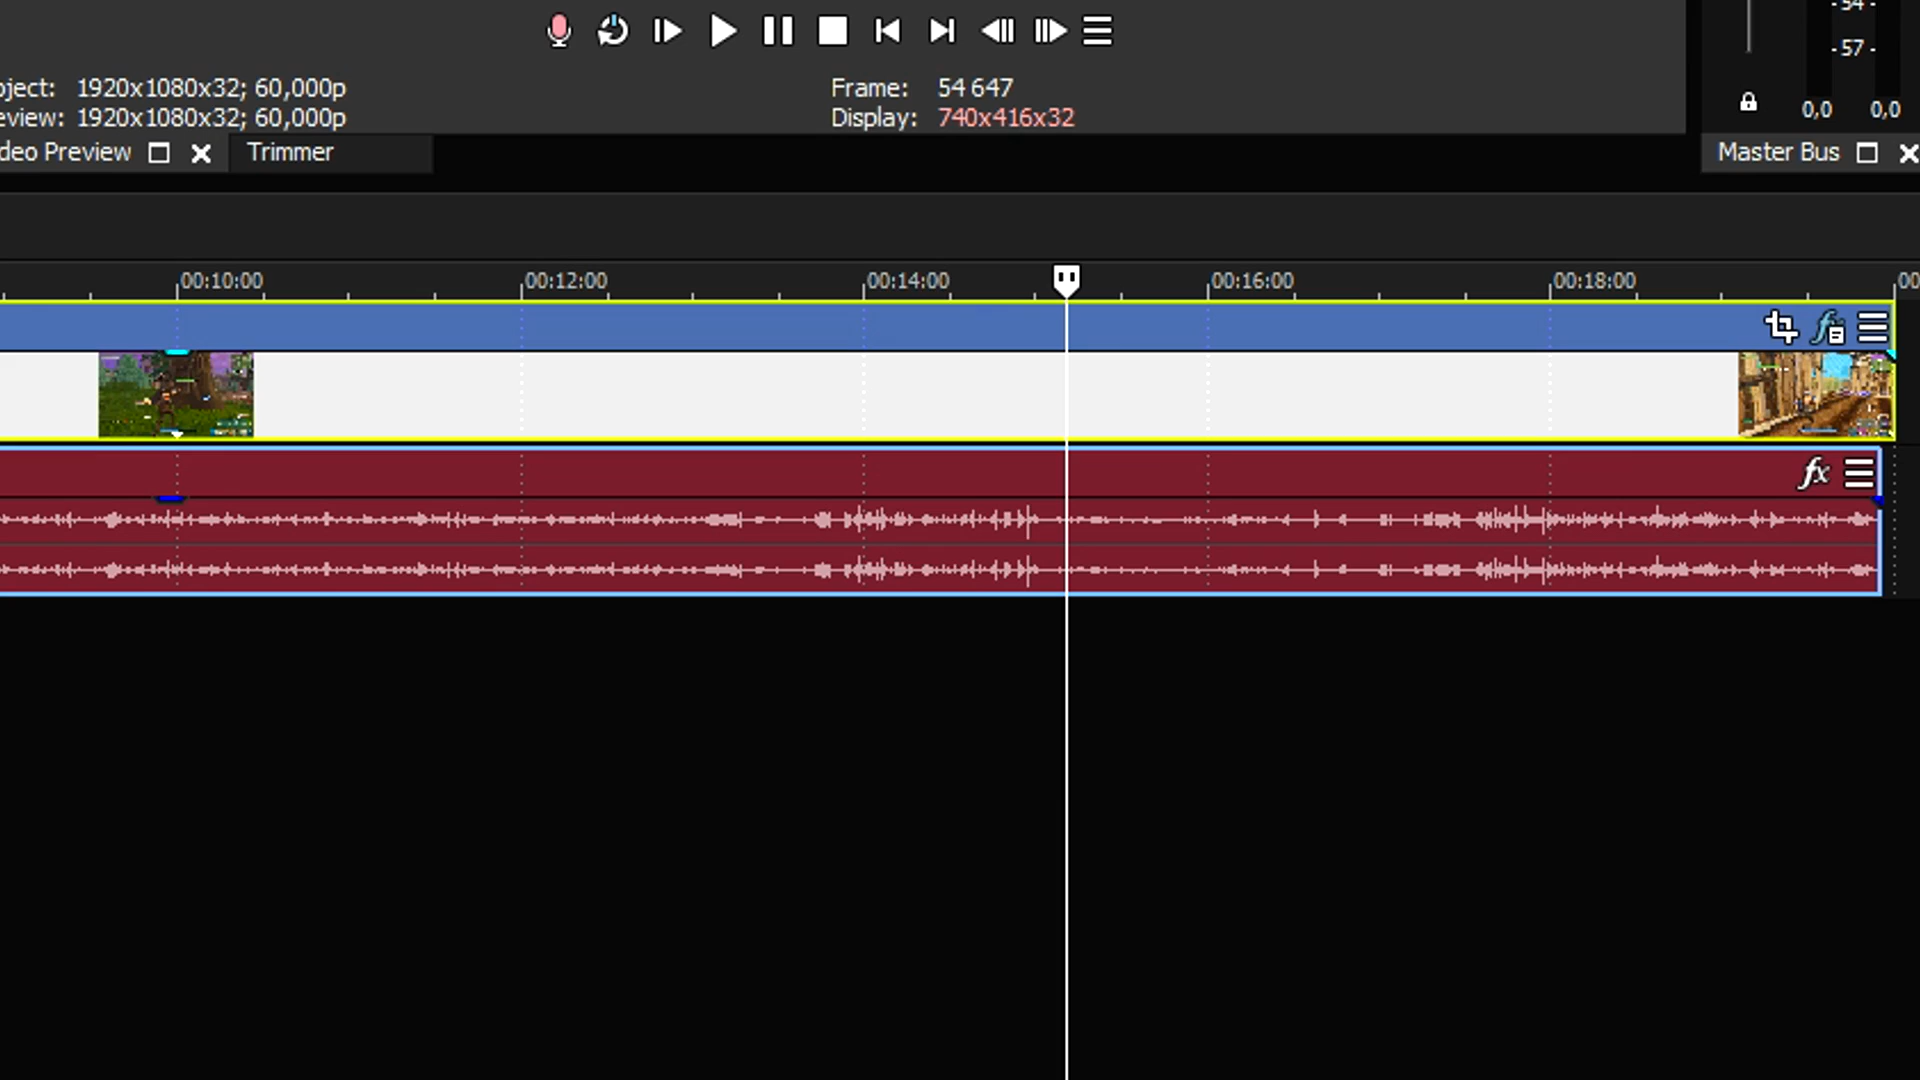 -54-
-57-
0,0 0,0
oject: 1920x1080x32; 60,000p
eview: 1920x1080x32; 60,000p
Frame: 54 647
Display: 740x416x32
deo Preview
Trimmer
Master Bus
00:10:00 00:12:00 00:14:00 00:16:00 00:18:00 00
fx